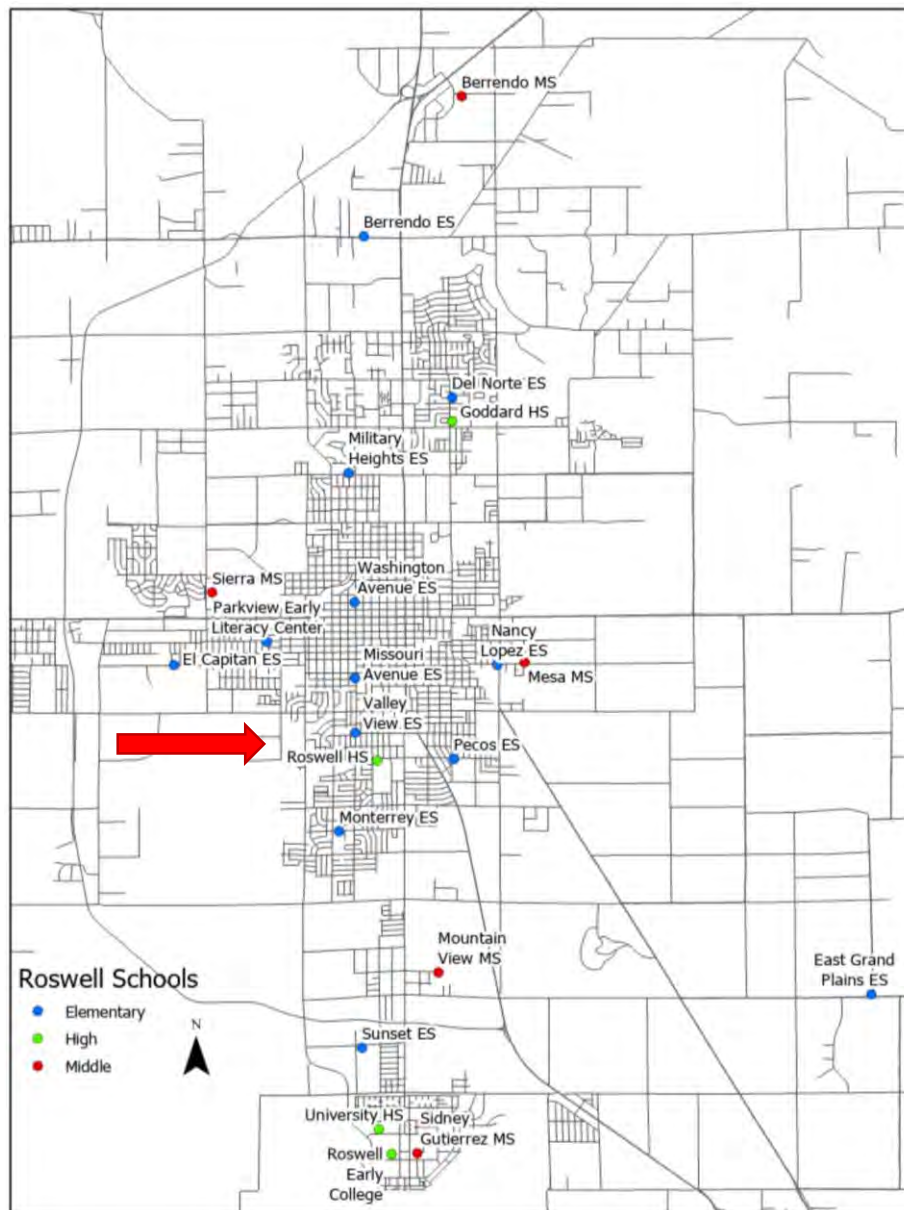 Berrendo MS
Berrendo ES
Del Norte ES
Goddard HS
Military
Heights ES
Washington
Avenue ES
Sierra MS
Parkview Early
Literacy Center
El Capitan ES
Missouri
Avenue ES
Nancy
Lopez ES
Mesa MS
Valley
View ES
Roswell HS
Pecos ES
Monterrey ES
Mountain
View MS
East Grand
Plains ES
Roswell Schools
Elementary
High
Middle
N
Sunset ES
University HS
Sidney
Gutierrez MS
Roswell
Early
College